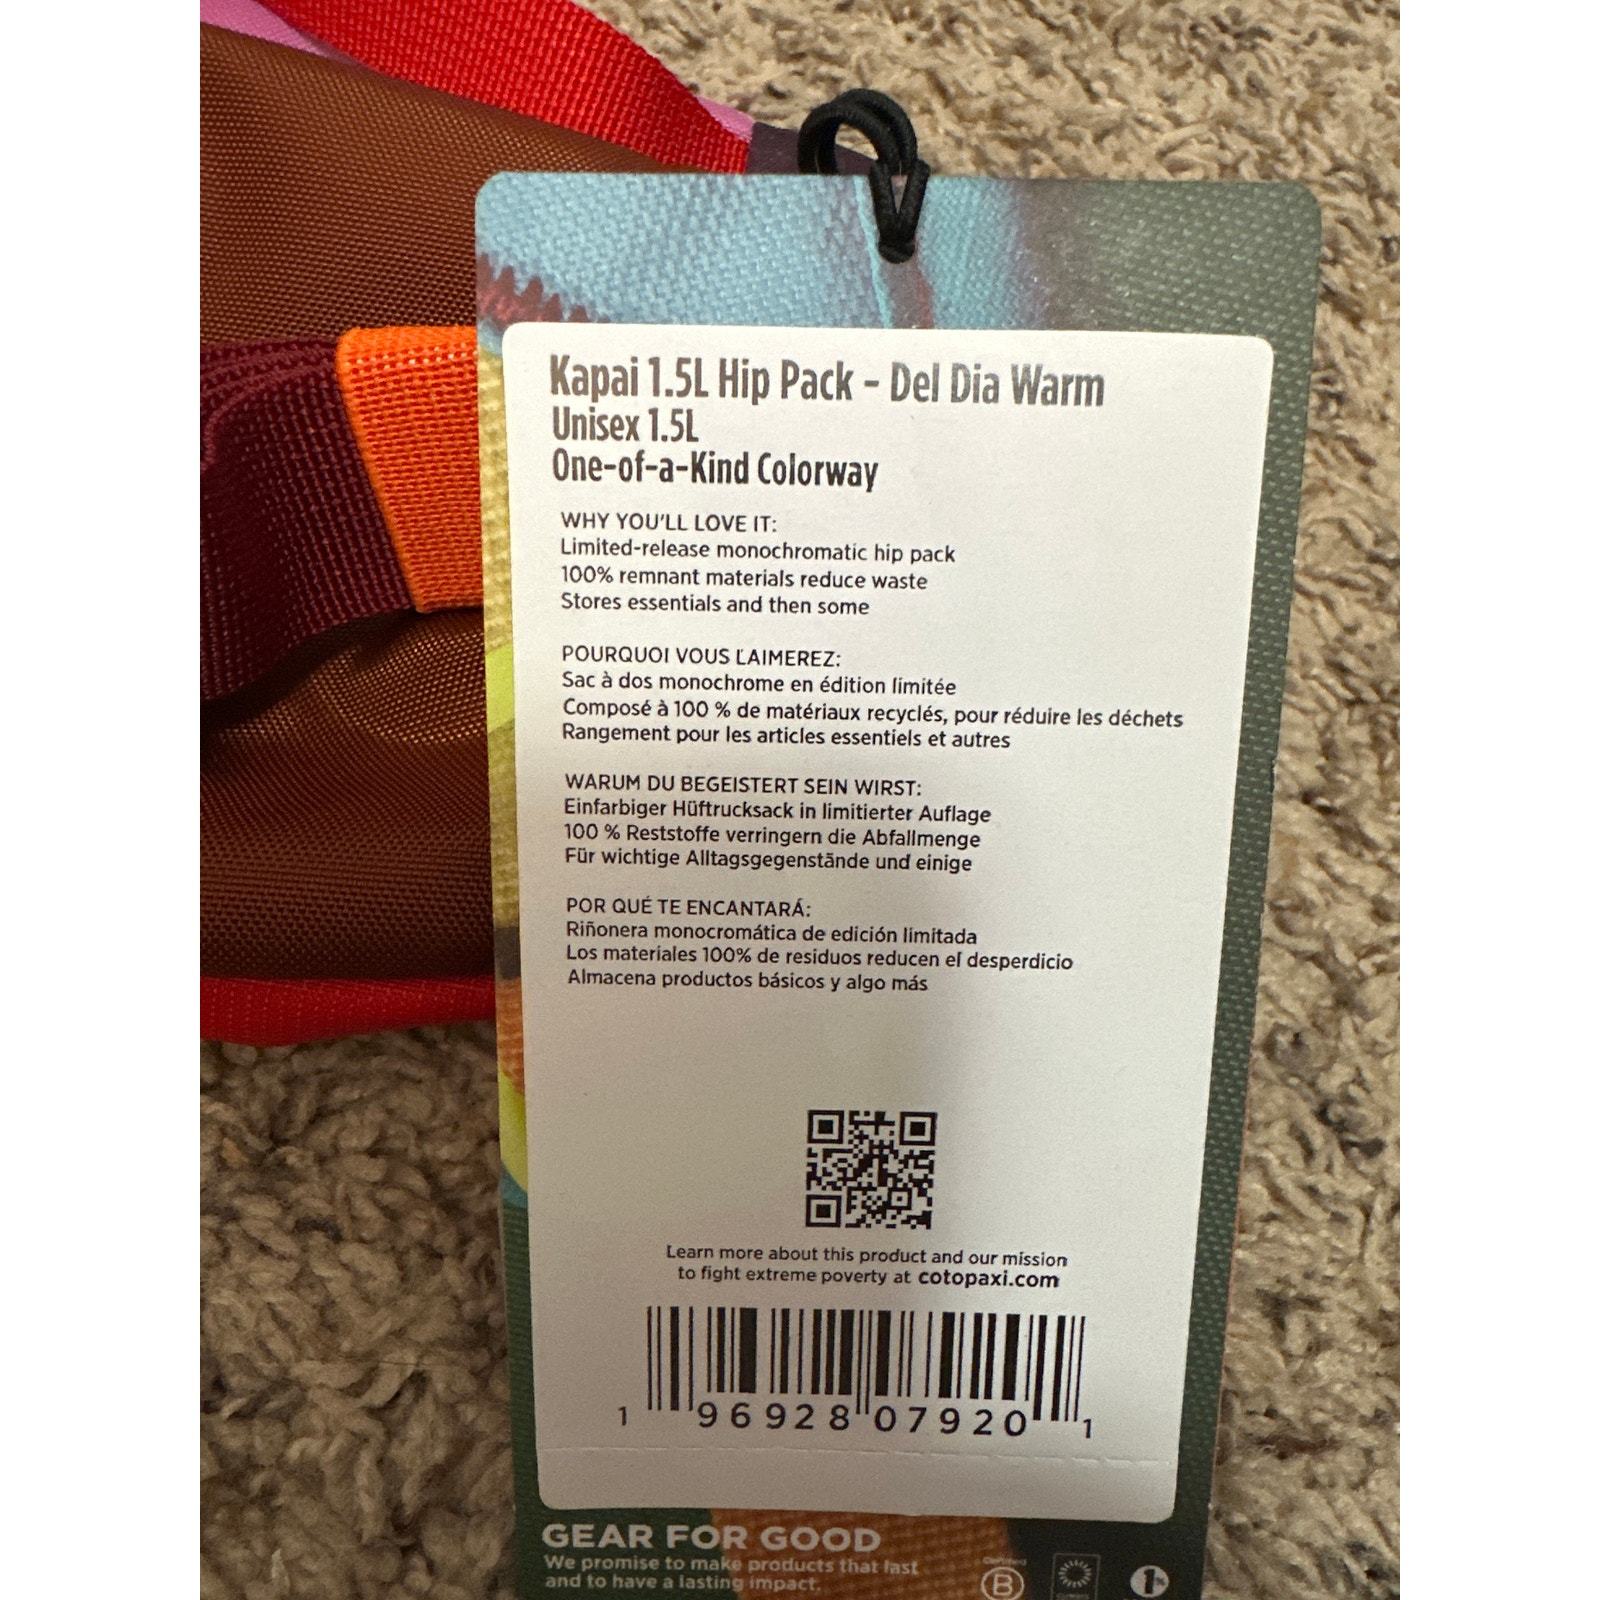 Kapai 1.5L Hip Pack - Del Dia Warm
Unisex 1.5L
One-of-a-Kind Colorway
WHY YOU'LL LOVE IT:
Limited-release monochromatic hip pack
100% remnant materials reduce waste
Stores essentials and then some
POURQUOI VOUS L'AIMEREZ:
Sac à dos monochrome en édition limitée
Composé à 100 % de matériaux recyclés, pour réduire les déchets
Rangement pour les articles essentiels et autres
WARUM DU BEGEISTERT SEIN WIRST:
Einfarbiger Hüftrucksack in limitierter Auflage
100 % Reststoffe verringern die Abfallmenge
Für wichtige Alltagsgegenstände und einige
POR QUÉ TE ENCANTARÁ:
Riñonera monocromática de edición limitada
Los materiales 100% de residuos reducen el desperdicio
Almacena productos básicos y algo más
Learn more about this product and our mission
to fight extreme poverty at cotopaxi.com
1 96928 07920 1
GEAR FOR GOOD
We promise to make products that last
and to have a lasting impact.
Certified
B
1%